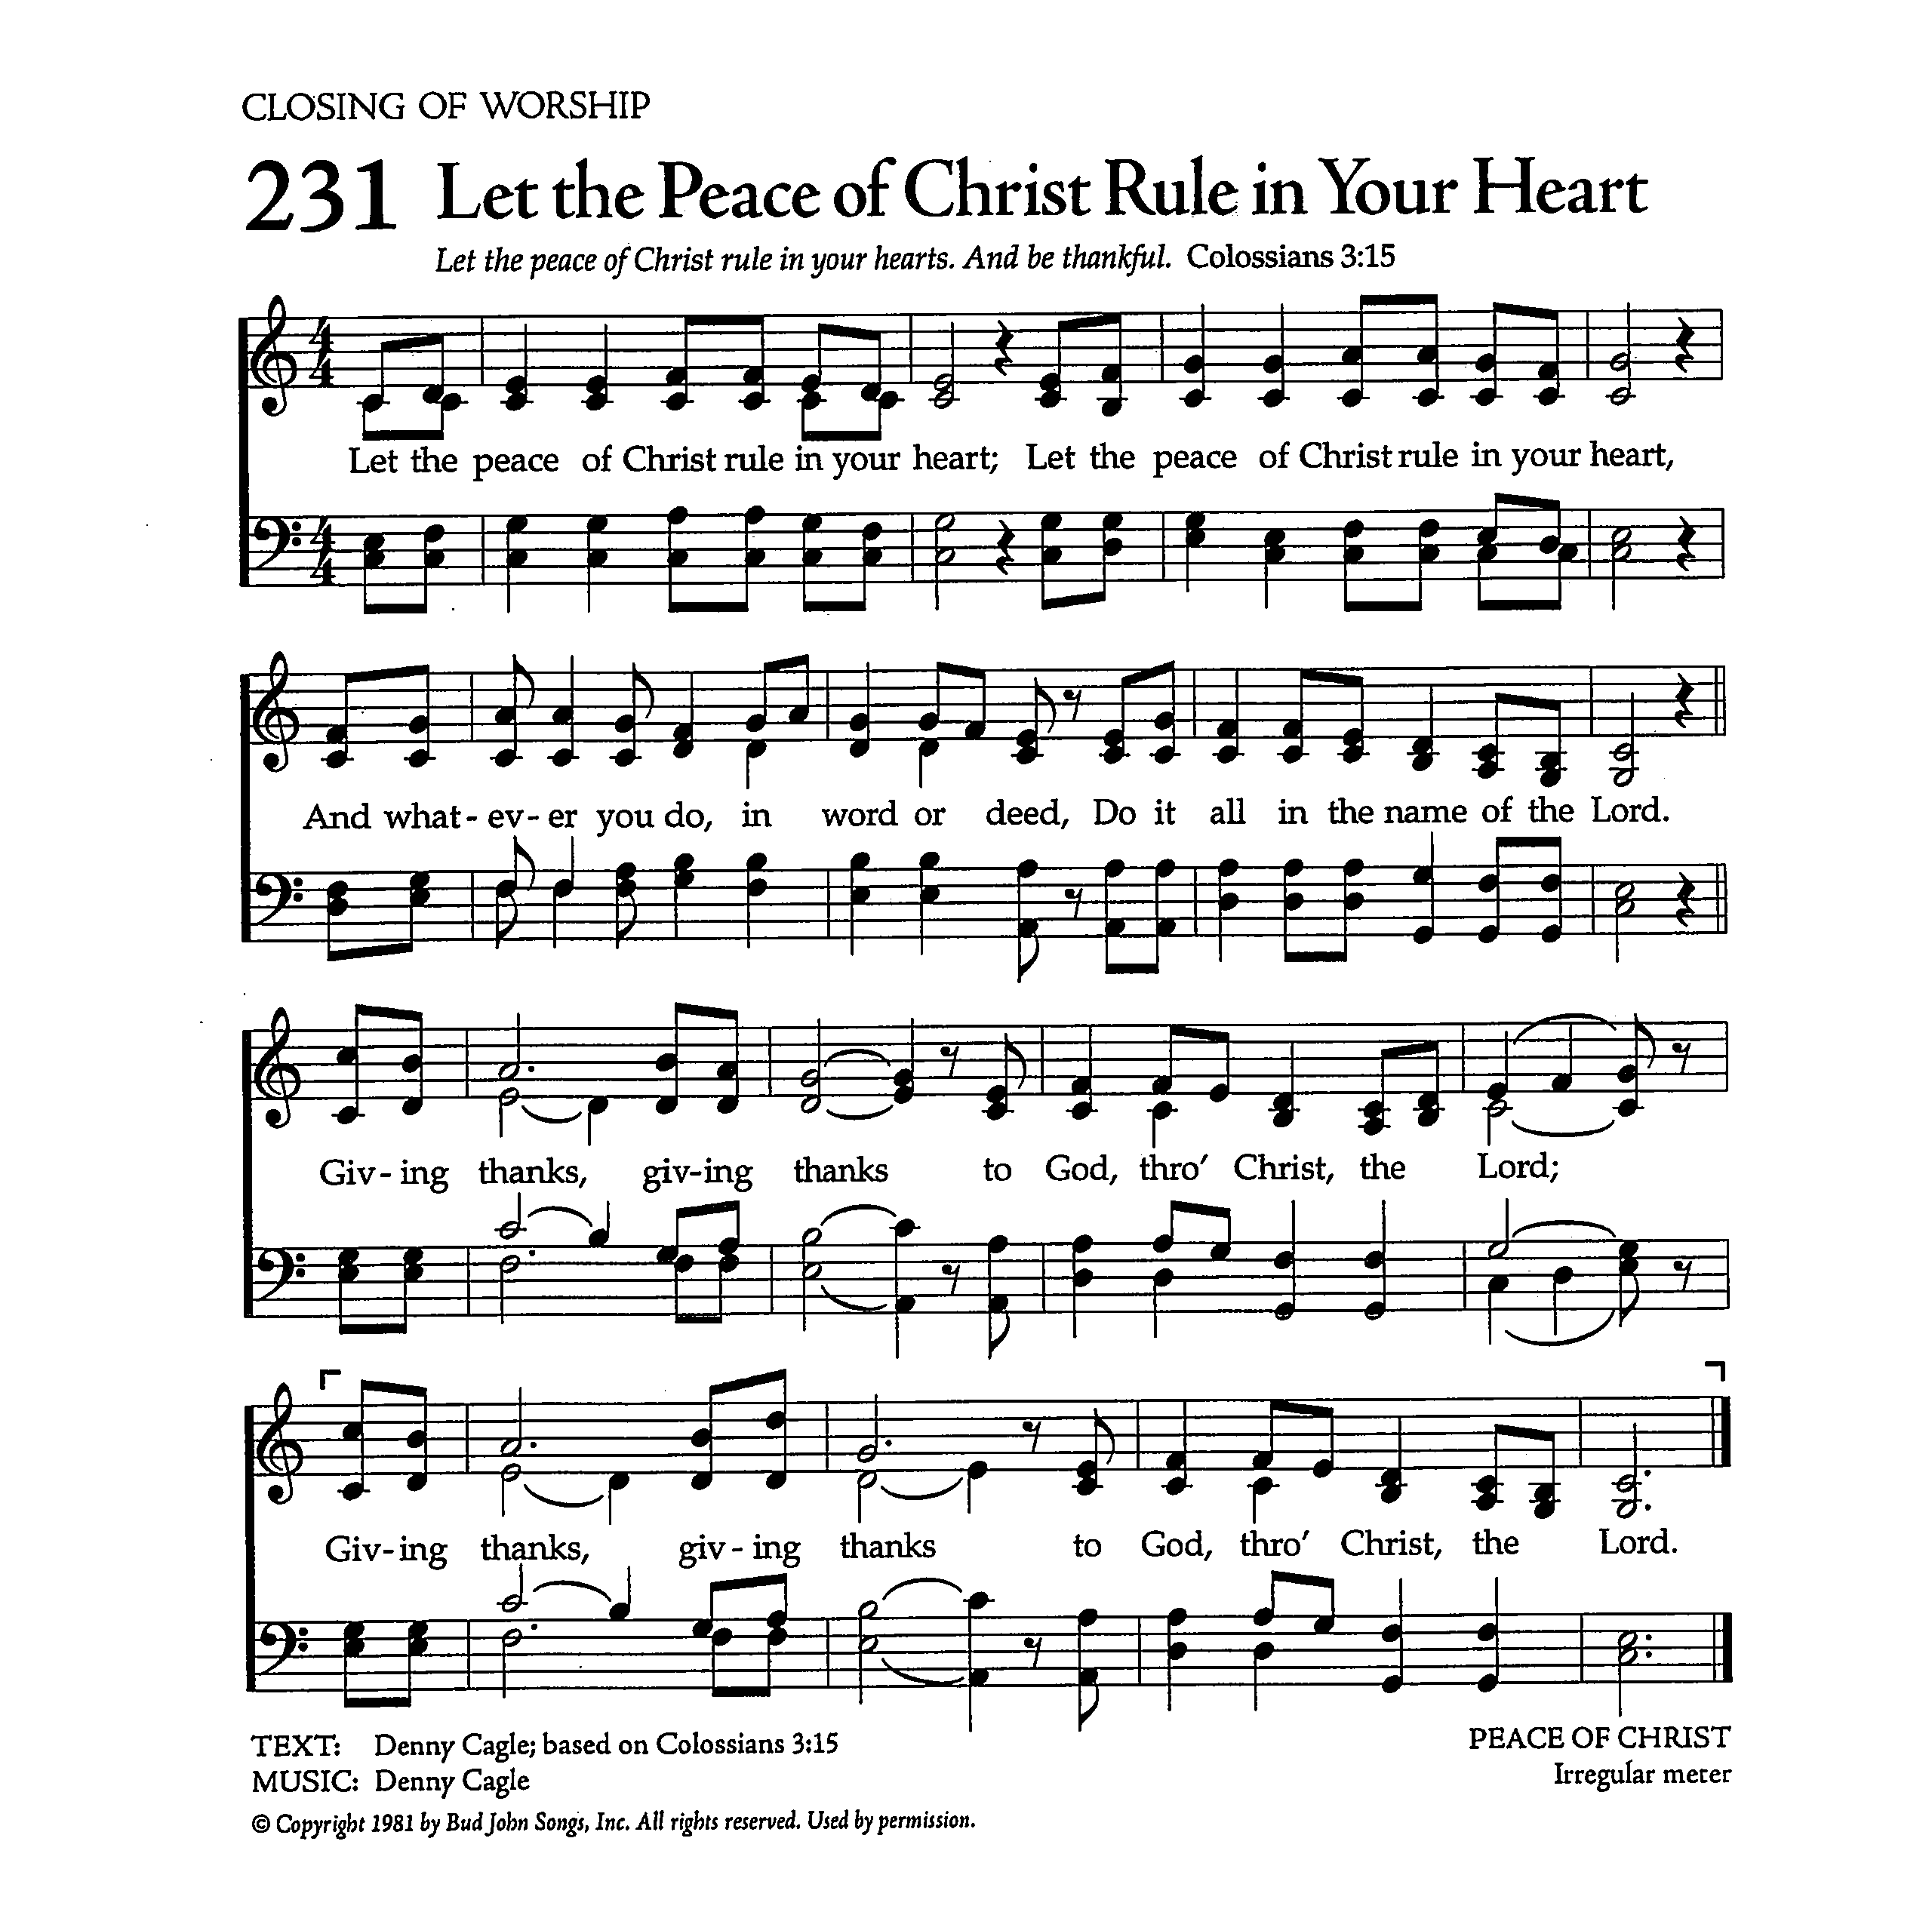 CLOSING OF WORSHIP
231 Let the Peace of Christ Rule in Your Heart
Let the peace of Christ rule in your hearts. And be thankful. Colossians 3:15
4 4
Let the peace of Christ rule in your heart; Let the peace of Christ rule in your heart,
4 4
And what - ev - er you do, in word or deed, Do it all in the name of the Lord.
Giv - ing thanks, giv-ing thanks to God, thro' Christ, the Lord;
Giv - ing thanks, giv - ing thanks to God, thro' Christ, the Lord.
TEXT: Denny Cagle; based on Colossians 3:15
MUSIC: Denny Cagle
© Copyright 1981 by Bud John Songs, Inc. All rights reserved. Used by permission.
PEACE OF CHRIST
Irregular meter